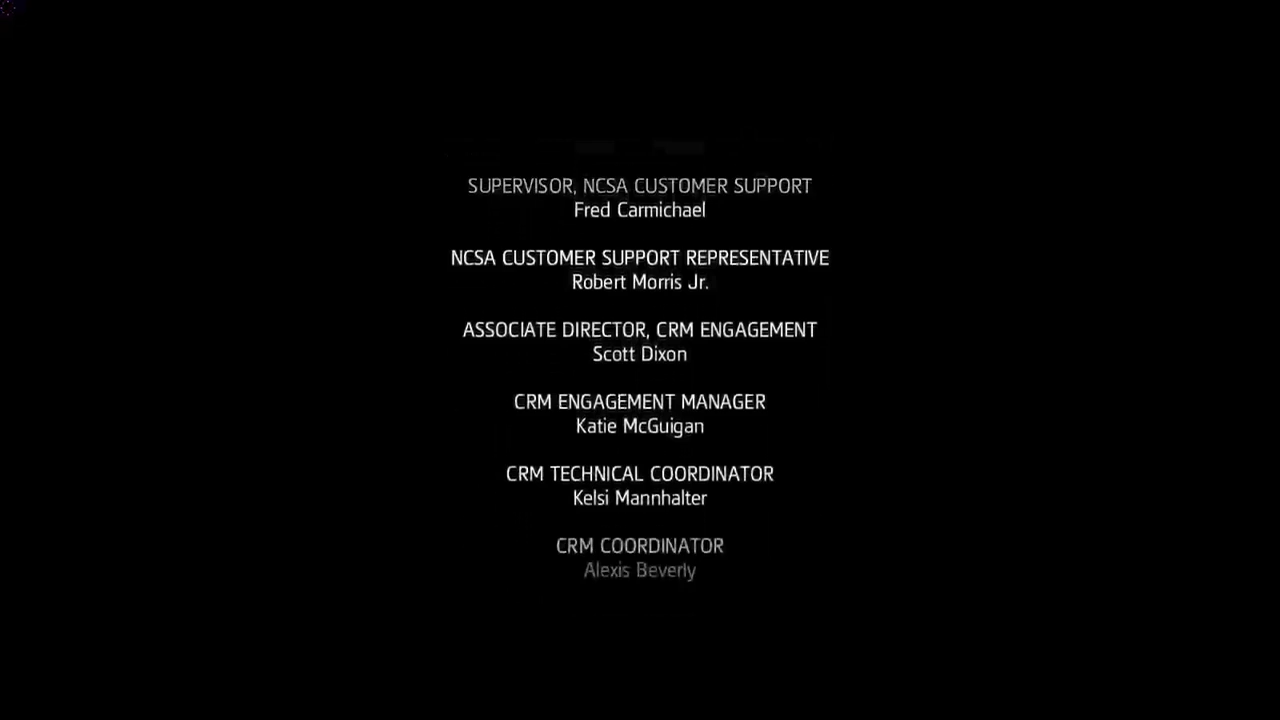 SUPERVISOR, NCSA CUSTOMER SUPPORT
Fred Carmichael
NCSA CUSTOMER SUPPORT REPRESENTATIVE
Robert Morris Jr.
ASSOCIATE DIRECTOR, CRM ENGAGEMENT
Scott Dixon
CRM ENGAGEMENT MANAGER
Katie McGuigan
CRM TECHNICAL COORDINATOR
Kelsi Mannhalter
CRM COORDINATOR
Alexis Beverly